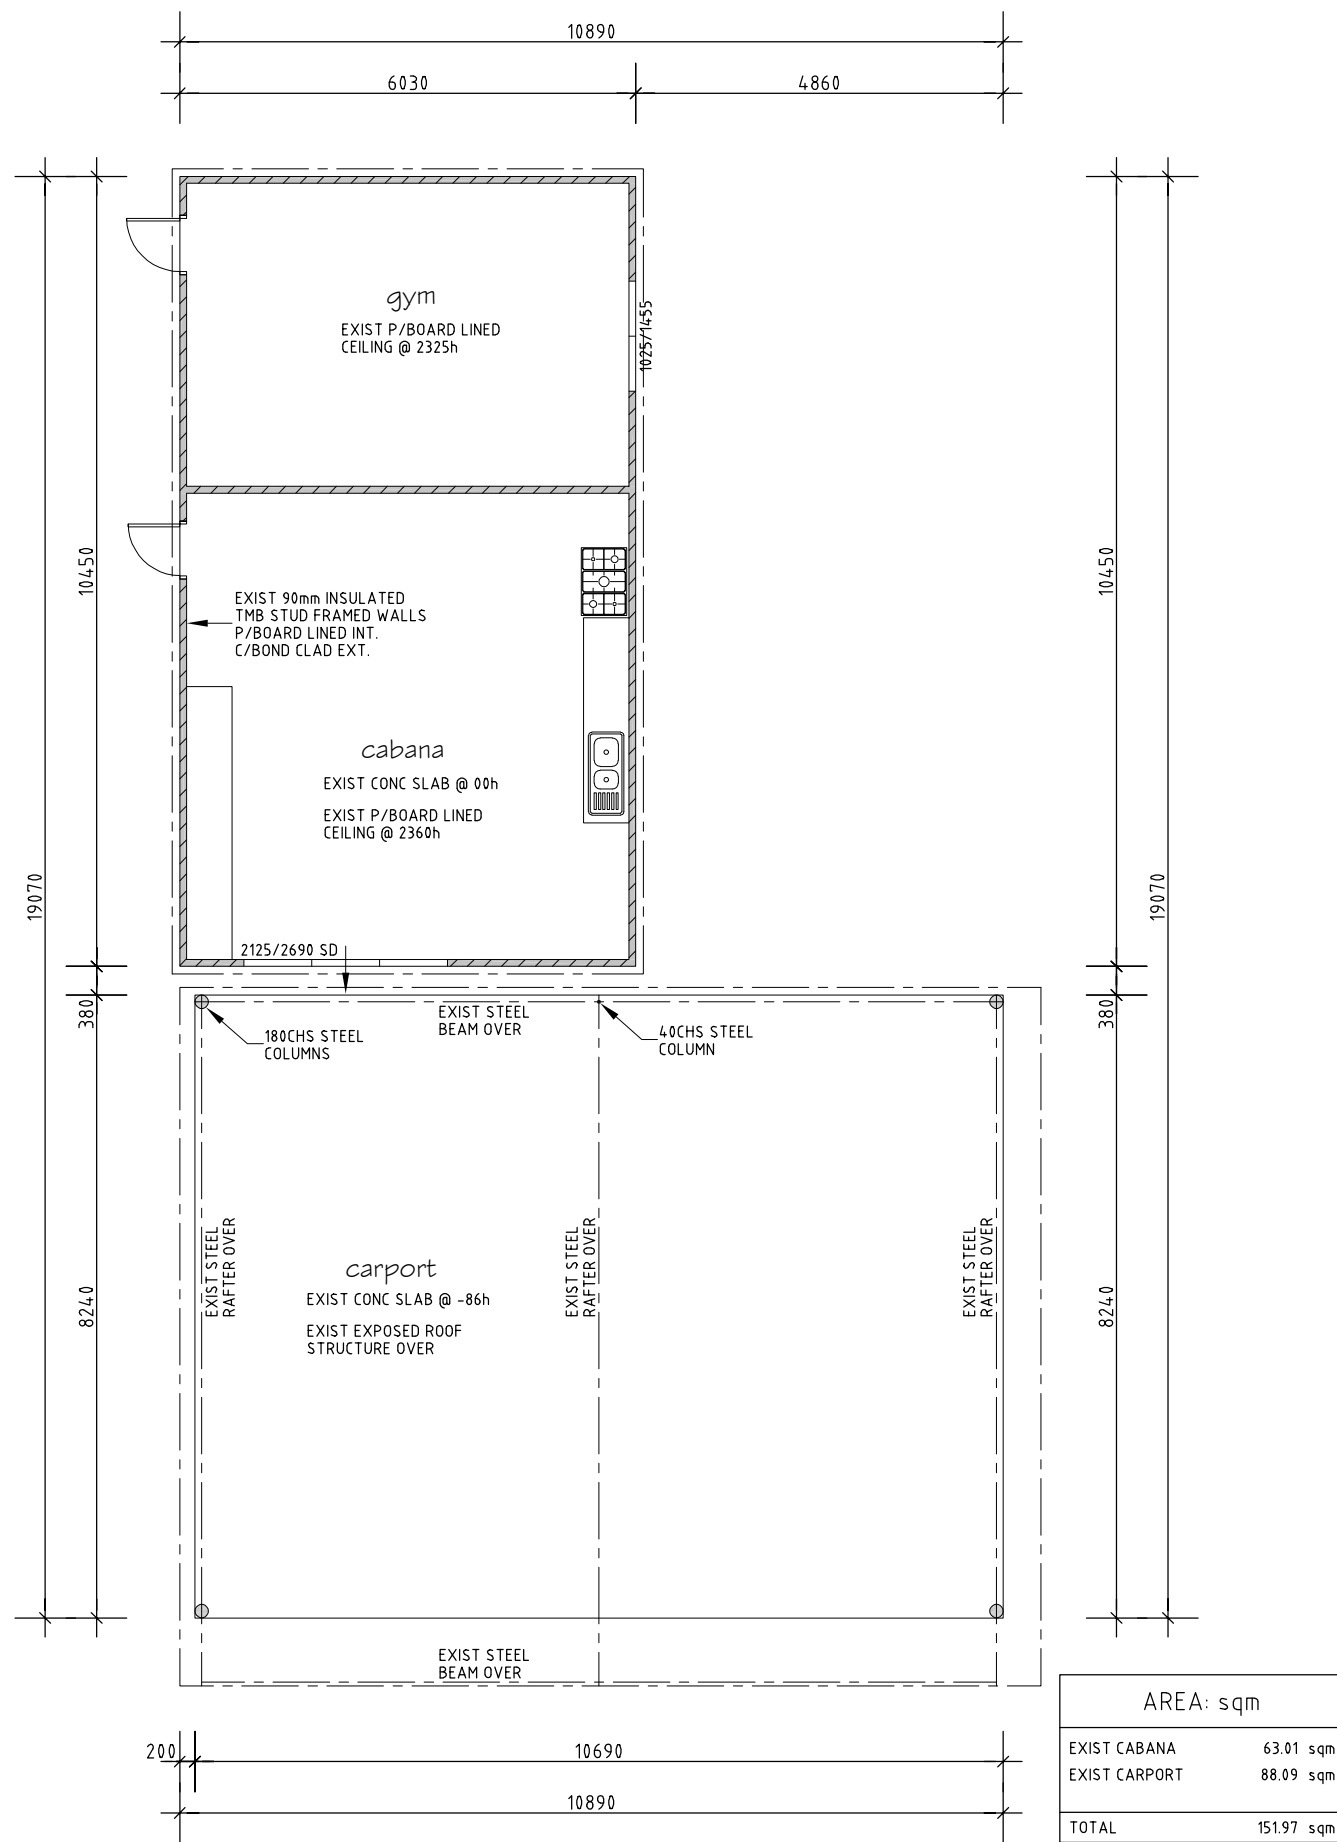 10890
6030
4860
gym
EXIST P/BOARD LINED
CEILING @ 2325h
1025/1455
10450
10450
EXIST 90mm INSULATED
TMB STUD FRAMED WALLS
P/BOARD LINED INT.
C/BOND CLAD EXT.
cabana
EXIST CONC SLAB @ 00h
EXIST P/BOARD LINED
CEILING @ 2360h
19070
19070
2125/2690 SD
380
380
EXIST STEEL
BEAM OVER
180CHS STEEL
COLUMNS
40CHS STEEL
COLUMN
EXIST STEEL
RAFTER OVER
EXIST STEEL
RAFTER OVER
EXIST STEEL
RAFTER OVER
carport
EXIST CONC SLAB @ -86h
EXIST EXPOSED ROOF
STRUCTURE OVER
8240
8240
EXIST STEEL
BEAM OVER
200
10690
10890
AREA: sqm
EXIST CABANA 63.01 sqm
EXIST CARPORT 88.09 sqm
TOTAL 151.97 sqm